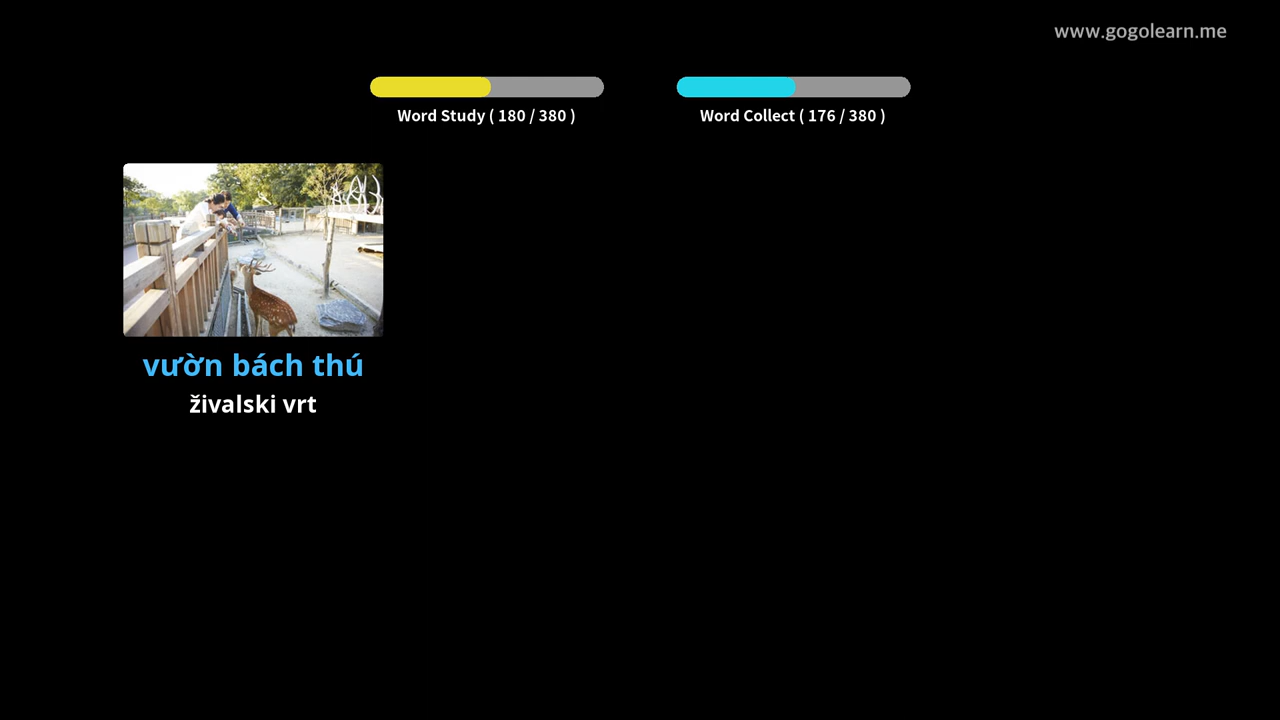 www.gogolearn.me
Word Study ( 180 / 380 )
Word Collect ( 176 / 380 )
vườn bách thú
živalski vrt